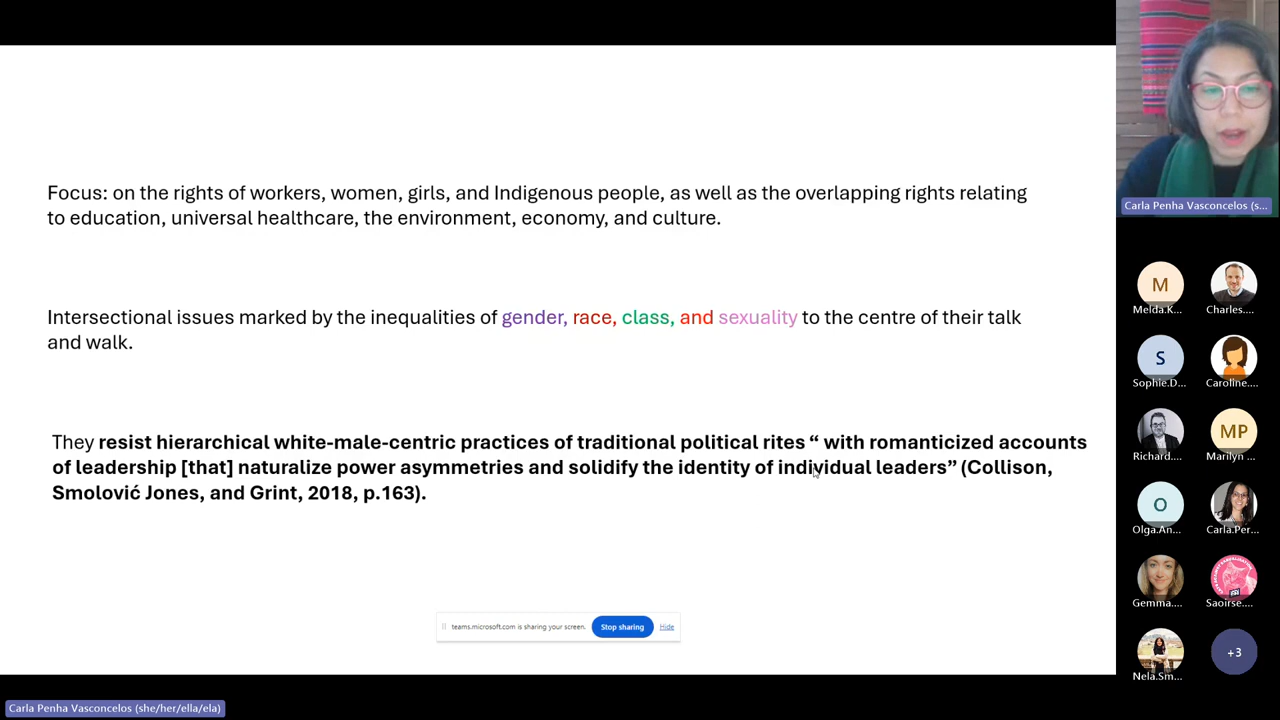 Focus: on the rights of workers, women, girls, and Indigenous people, as well as the overlapping rights relating
to education, universal healthcare, the environment, economy, and culture.
Intersectional issues marked by the inequalities of gender, race, class, and sexuality to the centre of their talk
and walk.
They resist hierarchical white-male-centric practices of traditional political rites “ with romanticized accounts
of leadership [that] naturalize power asymmetries and solidify the identity of individual leaders” (Collison,
Smolović Jones, and Grint, 2018, p.163).
teams.microsoft.com is sharing your screen. Stop sharing Hide
Carla Penha Vasconcelos (she/her/ella/ela)
Carla Penha Vasconcelos (s...
M
Melda.K... Charles....
S
Sophie.D... Caroline....
MP
Richard.... Marilyn ...
O
Olga.An... Carla.Per...
Gemma.... Saoirse....
+3
Nela.Sm...